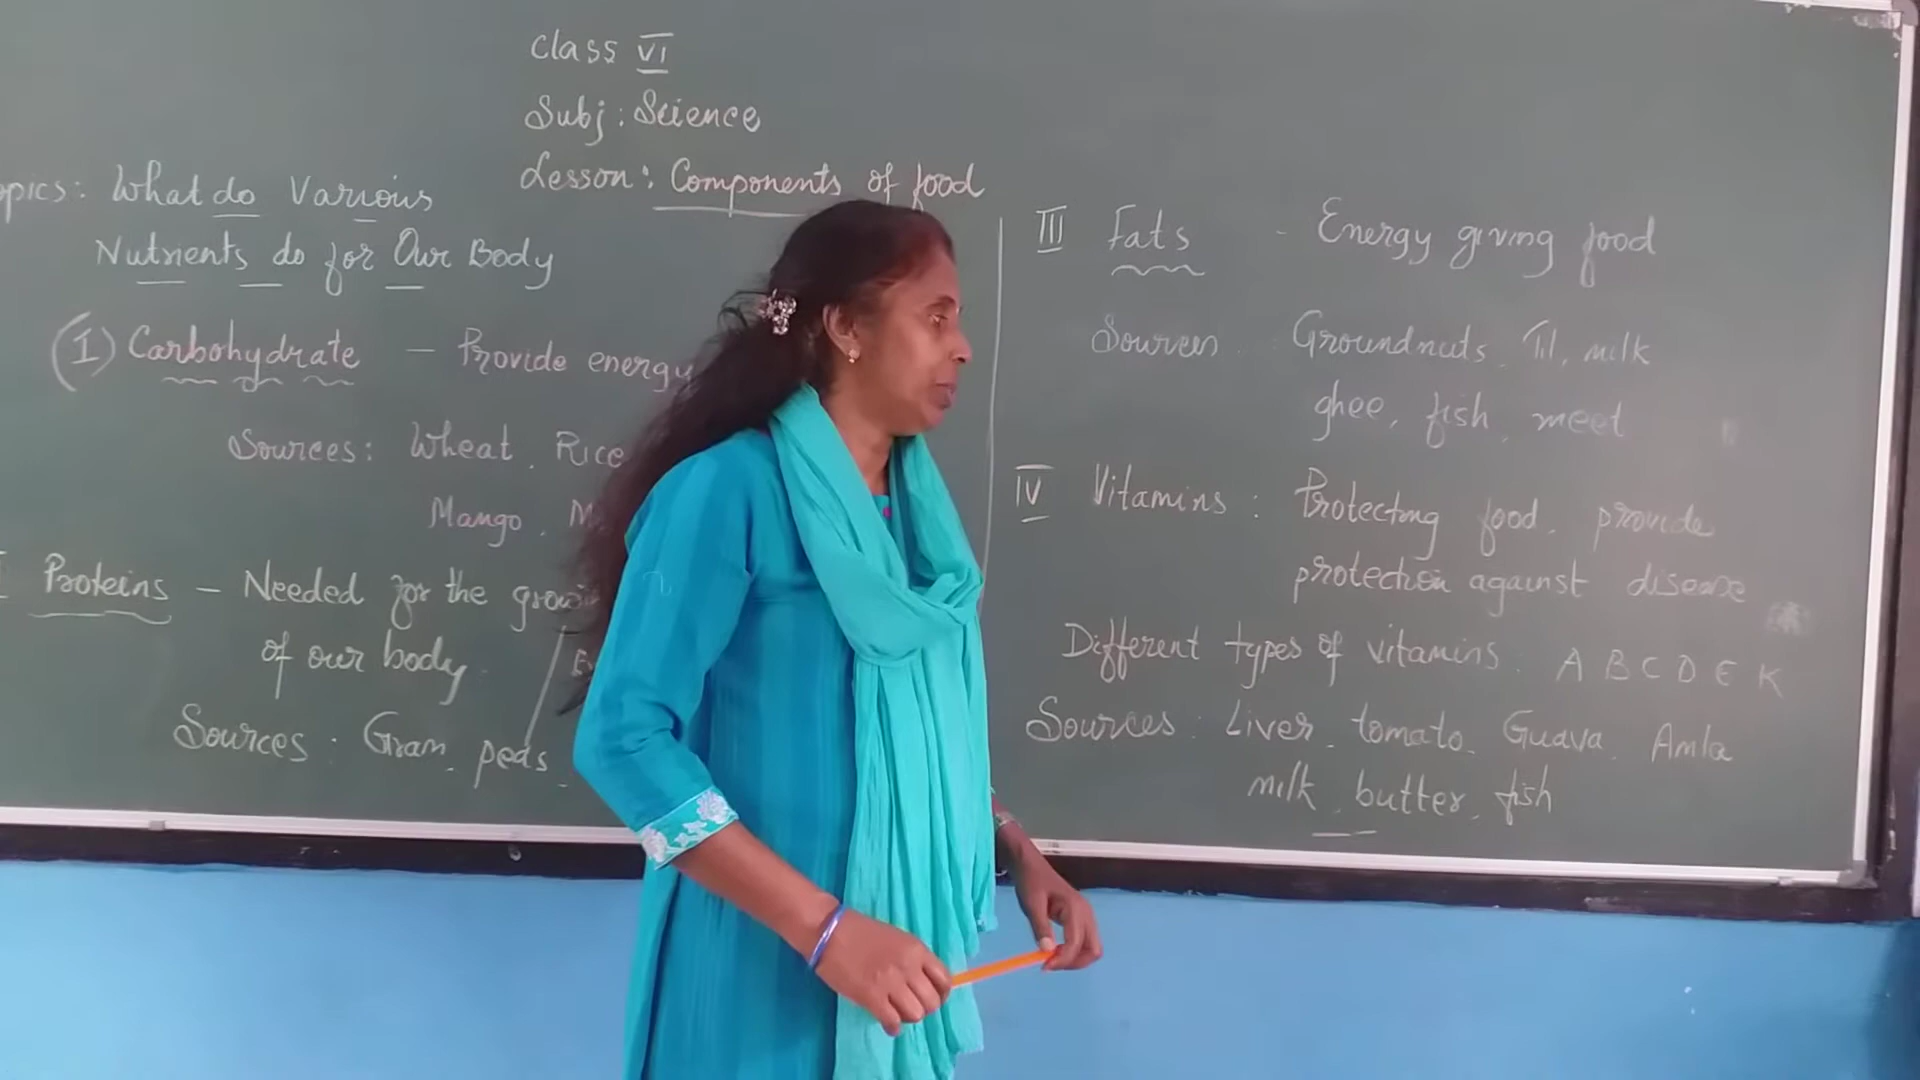 Class VI
Subj: Science
Lesson: Components of food
opics: What do Various
Nutrients do for Our Body
(I) Carbohydrate - Provide energy
Sources: Wheat, Rice
Mango,
Proteins - Needed for the
of our body.
Sources: Gram, peas,
III Fats - Energy giving food
Sources Groundnuts, Til, milk
ghee, fish, meet
IV Vitamins: Protecting food, provide
protection against disease
Different types of vitamins. A B C D E K
Sources: Liver, tomato, Guava, Amla
milk, butter, fish